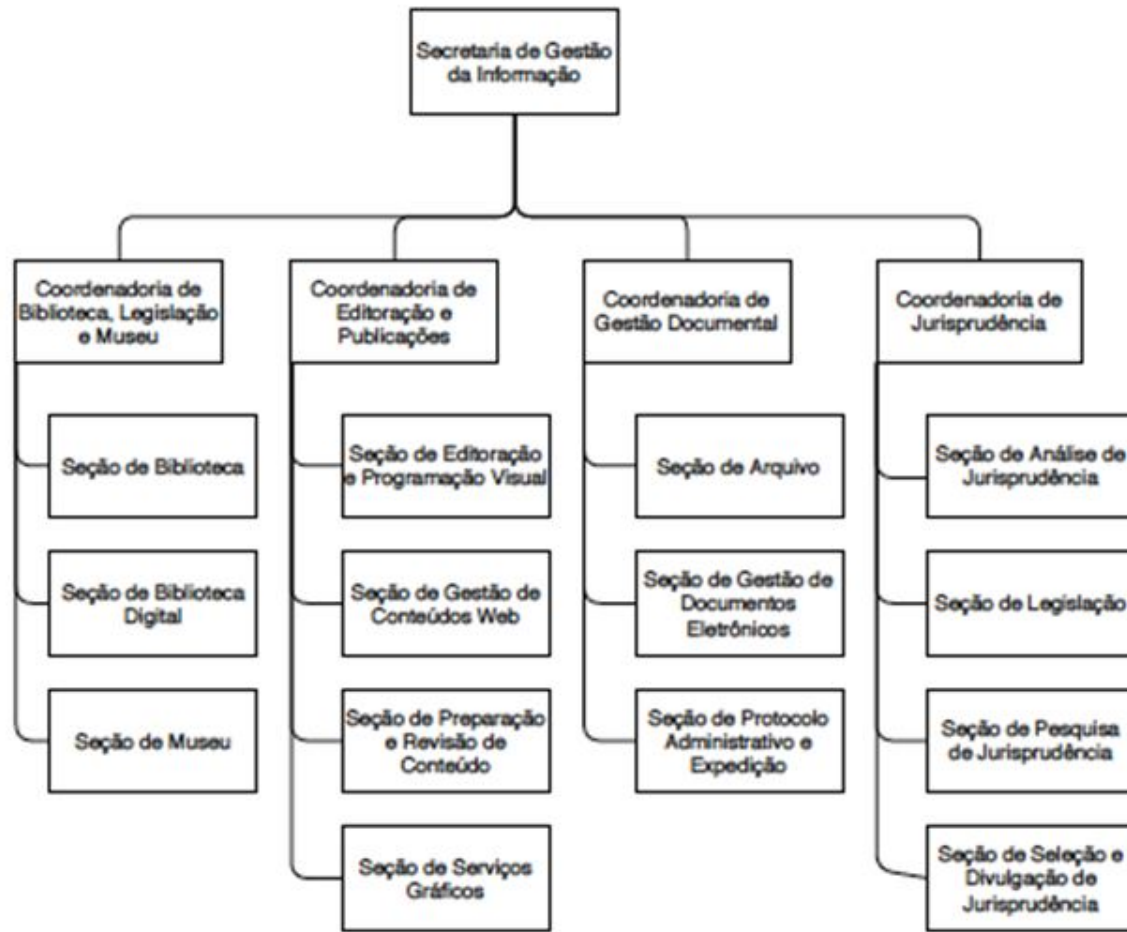 Secretaria de Gestão
da Informação
Coordenadoria de
Biblioteca, Legislação
e Museu
Coordenadoria de
Editoração e
Publicações
Coordenadoria de
Gestão Documental
Coordenadoria de
Jurisprudência
Seção de Biblioteca
Seção de Editoração
e Programação Visual
Seção de Arquivo
Seção de Análise de
Jurisprudência
Seção de Biblioteca
Digital
Seção de Gestão de
Conteúdos Web
Seção de Gestão de
Documentos
Eletrônicos
Seção de Legislação
Seção de Museu
Seção de Preparação
e Revisão de
Conteúdo
Seção de Protocolo
Administrativo e
Expedição
Seção de Pesquisa
de Jurisprudência
Seção de Serviços
Gráficos
Seção de Seleção e
Divulgação de
Jurisprudência